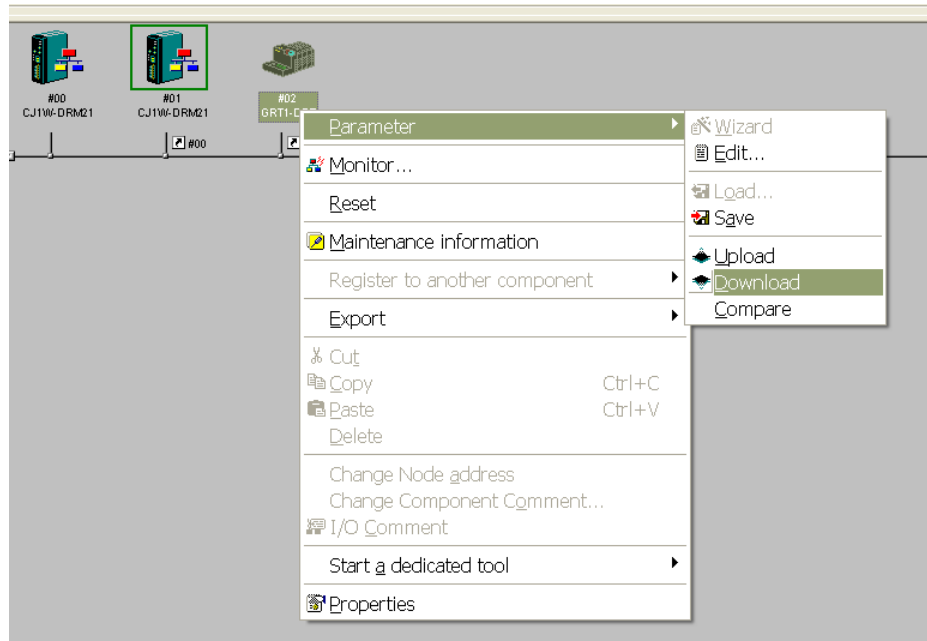 #00
CJ1W-DRM21
#01
CJ1W-DRM21
#02
#00
Parameter
Monitor...
Reset
Maintenance information
Register to another component
Export
Cut
Copy Ctrl+C
Paste Ctrl+V
Delete
Change Node address
Change Component Comment...
I/O Comment
Start a dedicated tool
Properties
Wizard
Edit...
Load...
Save
Upload
Download
Compare